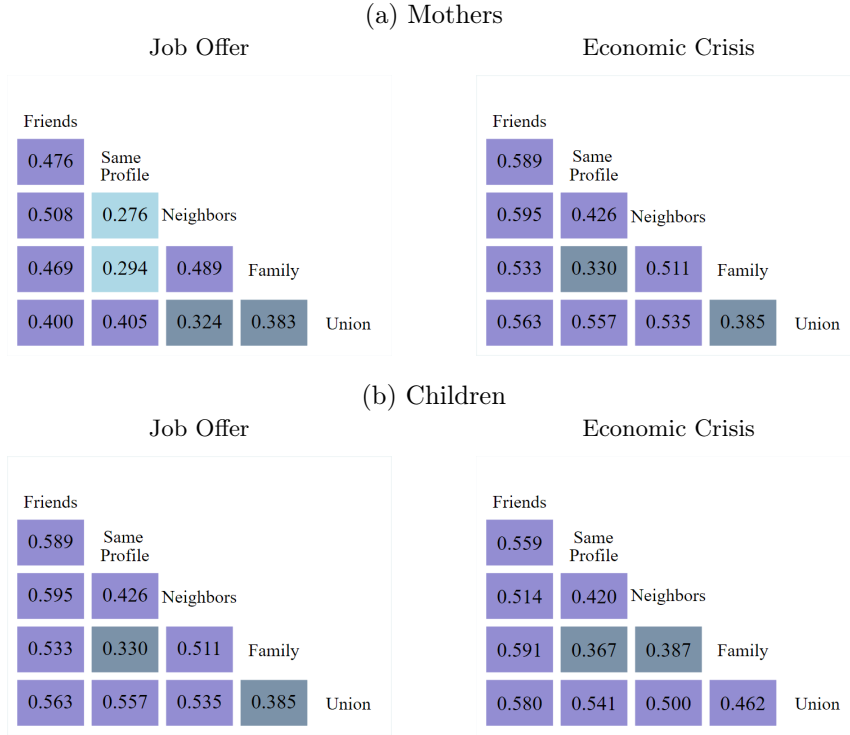 (a) Mothers
Job Offer
Friends
0.476
Same
Profile
0.508 0.276 Neighbors
0.469 0.294 0.489 Family
0.400 0.405 0.324 0.383 Union
Economic Crisis
Friends
0.589
Same
Profile
0.595 0.426 Neighbors
0.533 0.330 0.511 Family
0.563 0.557 0.535 0.385 Union
(b) Children
Job Offer
Friends
0.589
Same
Profile
0.595 0.426 Neighbors
0.533 0.330 0.511 Family
0.563 0.557 0.535 0.385 Union
Economic Crisis
Friends
0.559
Same
Profile
0.514 0.420 Neighbors
0.591 0.367 0.387 Family
0.580 0.541 0.500 0.462 Union